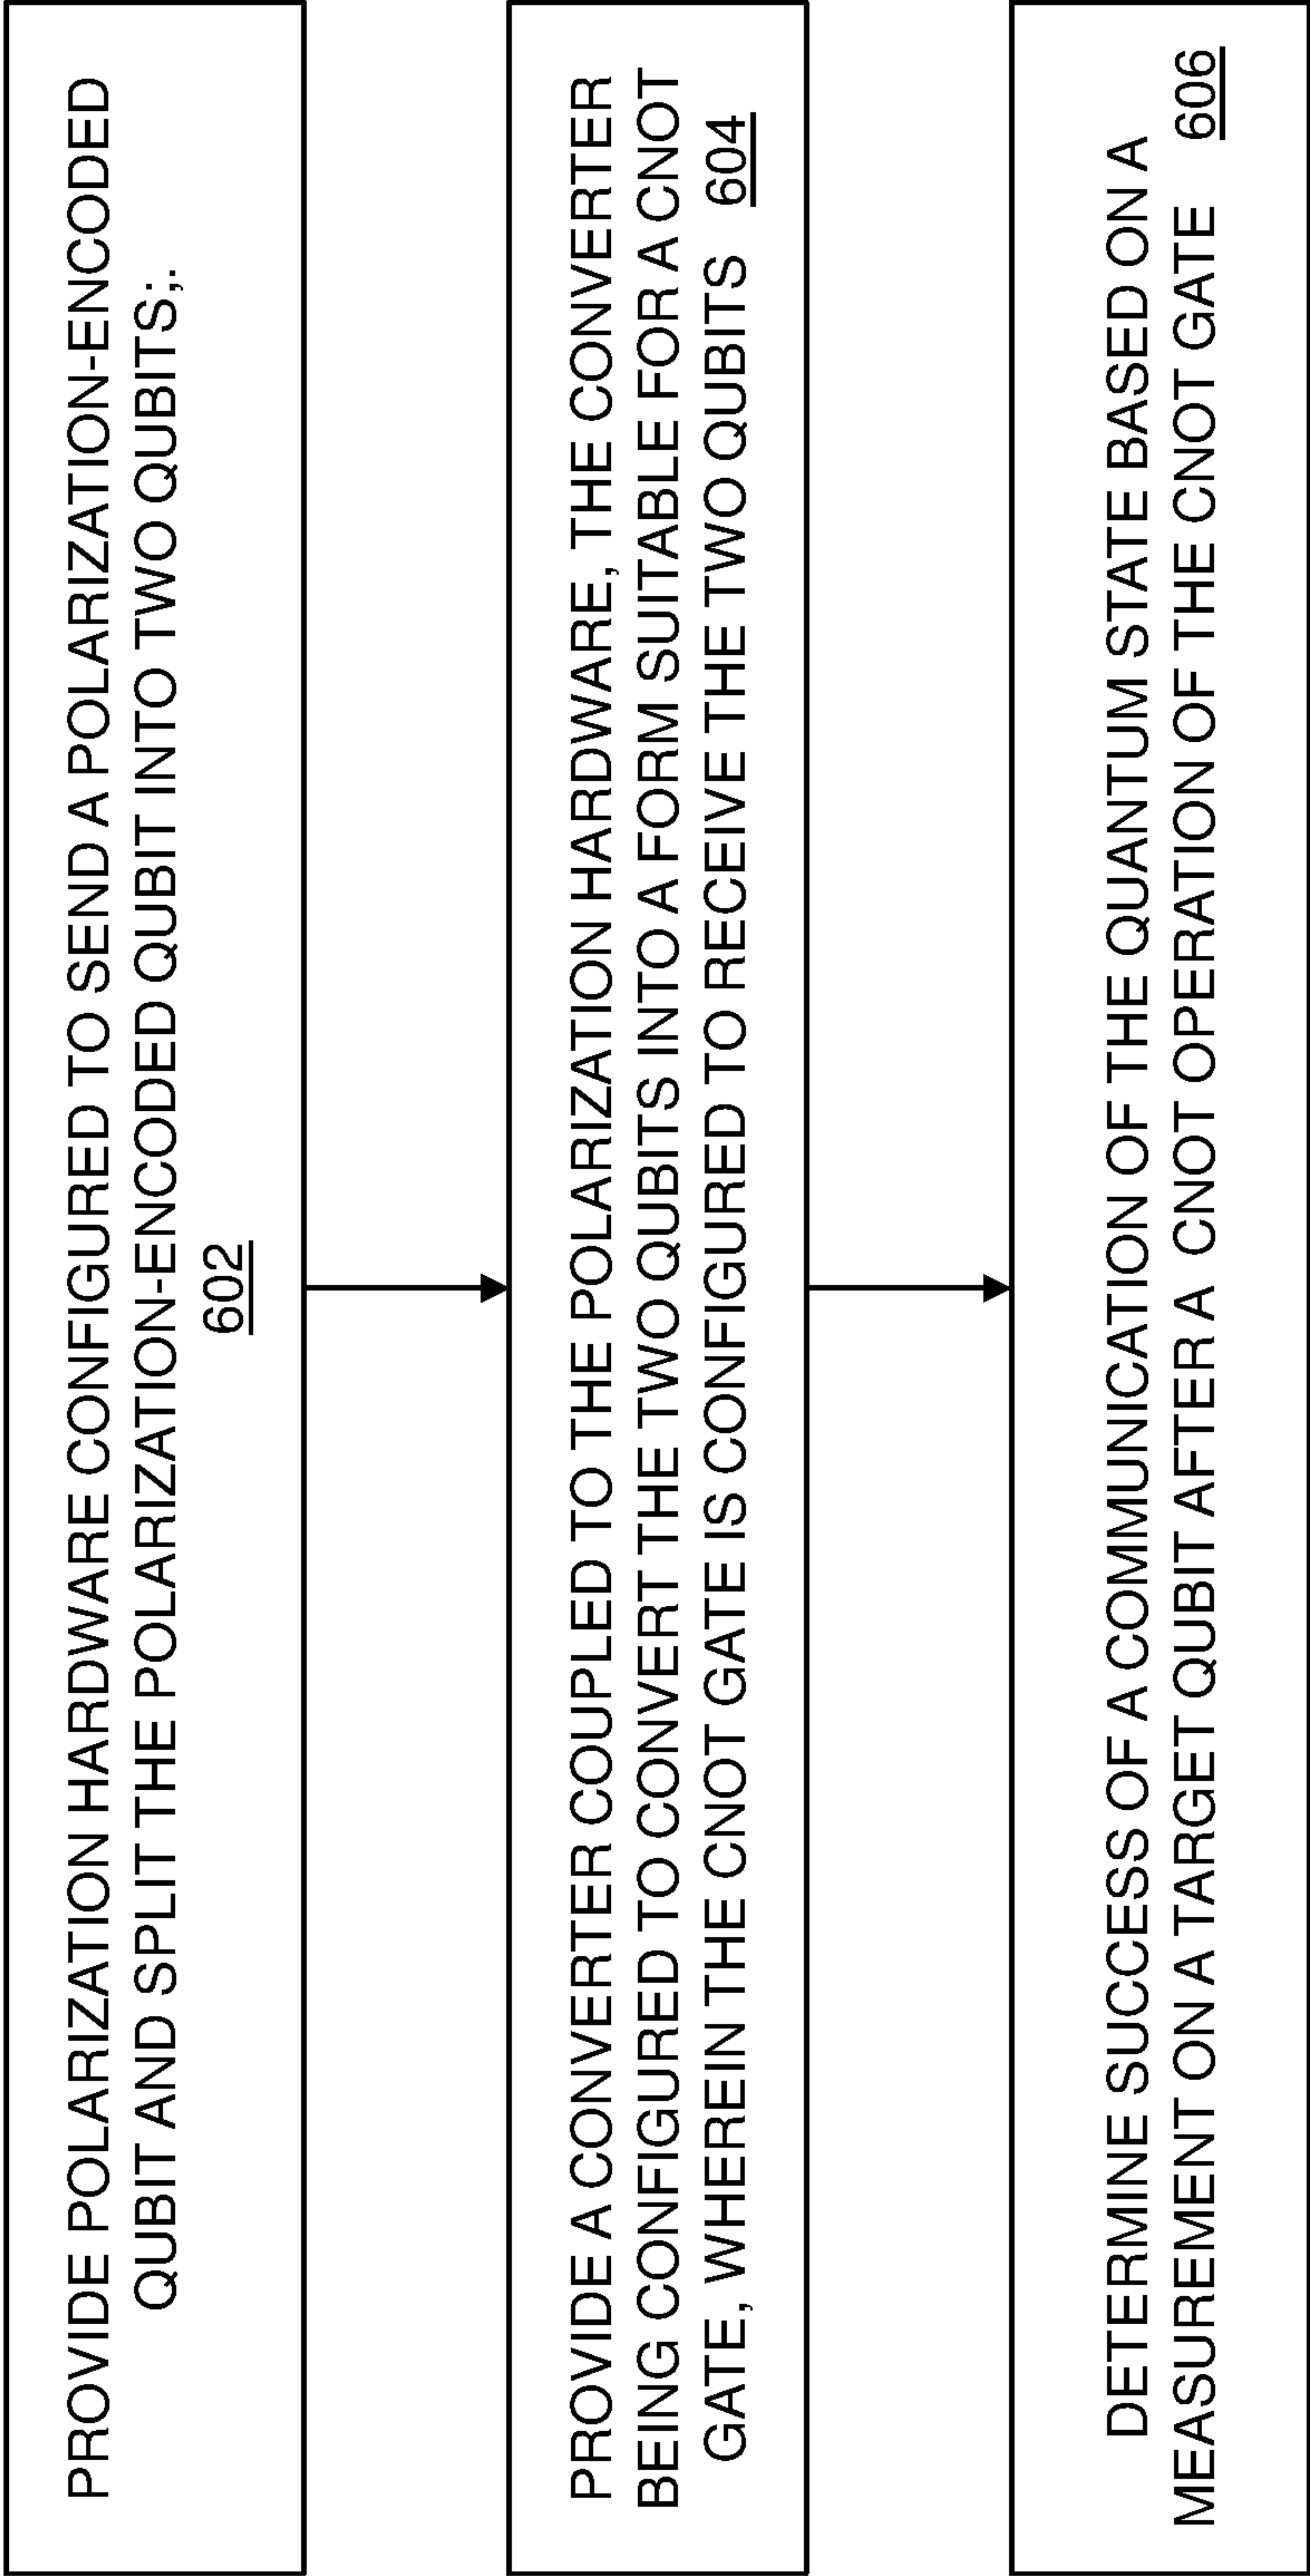 PROVIDE POLARIZATION HARDWARE CONFIGURED TO SEND A POLARIZATION-ENCODED
QUBIT AND SPLIT THE POLARIZATION-ENCODED QUBIT INTO TWO QUBITS;.
602
PROVIDE A CONVERTER COUPLED TO THE POLARIZATION HARDWARE, THE CONVERTER
BEING CONFIGURED TO CONVERT THE TWO QUBITS INTO A FORM SUITABLE FOR A CNOT
GATE, WHEREIN THE CNOT GATE IS CONFIGURED TO RECEIVE THE TWO QUBITS 604
DETERMINE SUCCESS OF A COMMUNICATION OF THE QUANTUM STATE BASED ON A
MEASUREMENT ON A TARGET QUBIT AFTER A CNOT OPERATION OF THE CNOT GATE 606